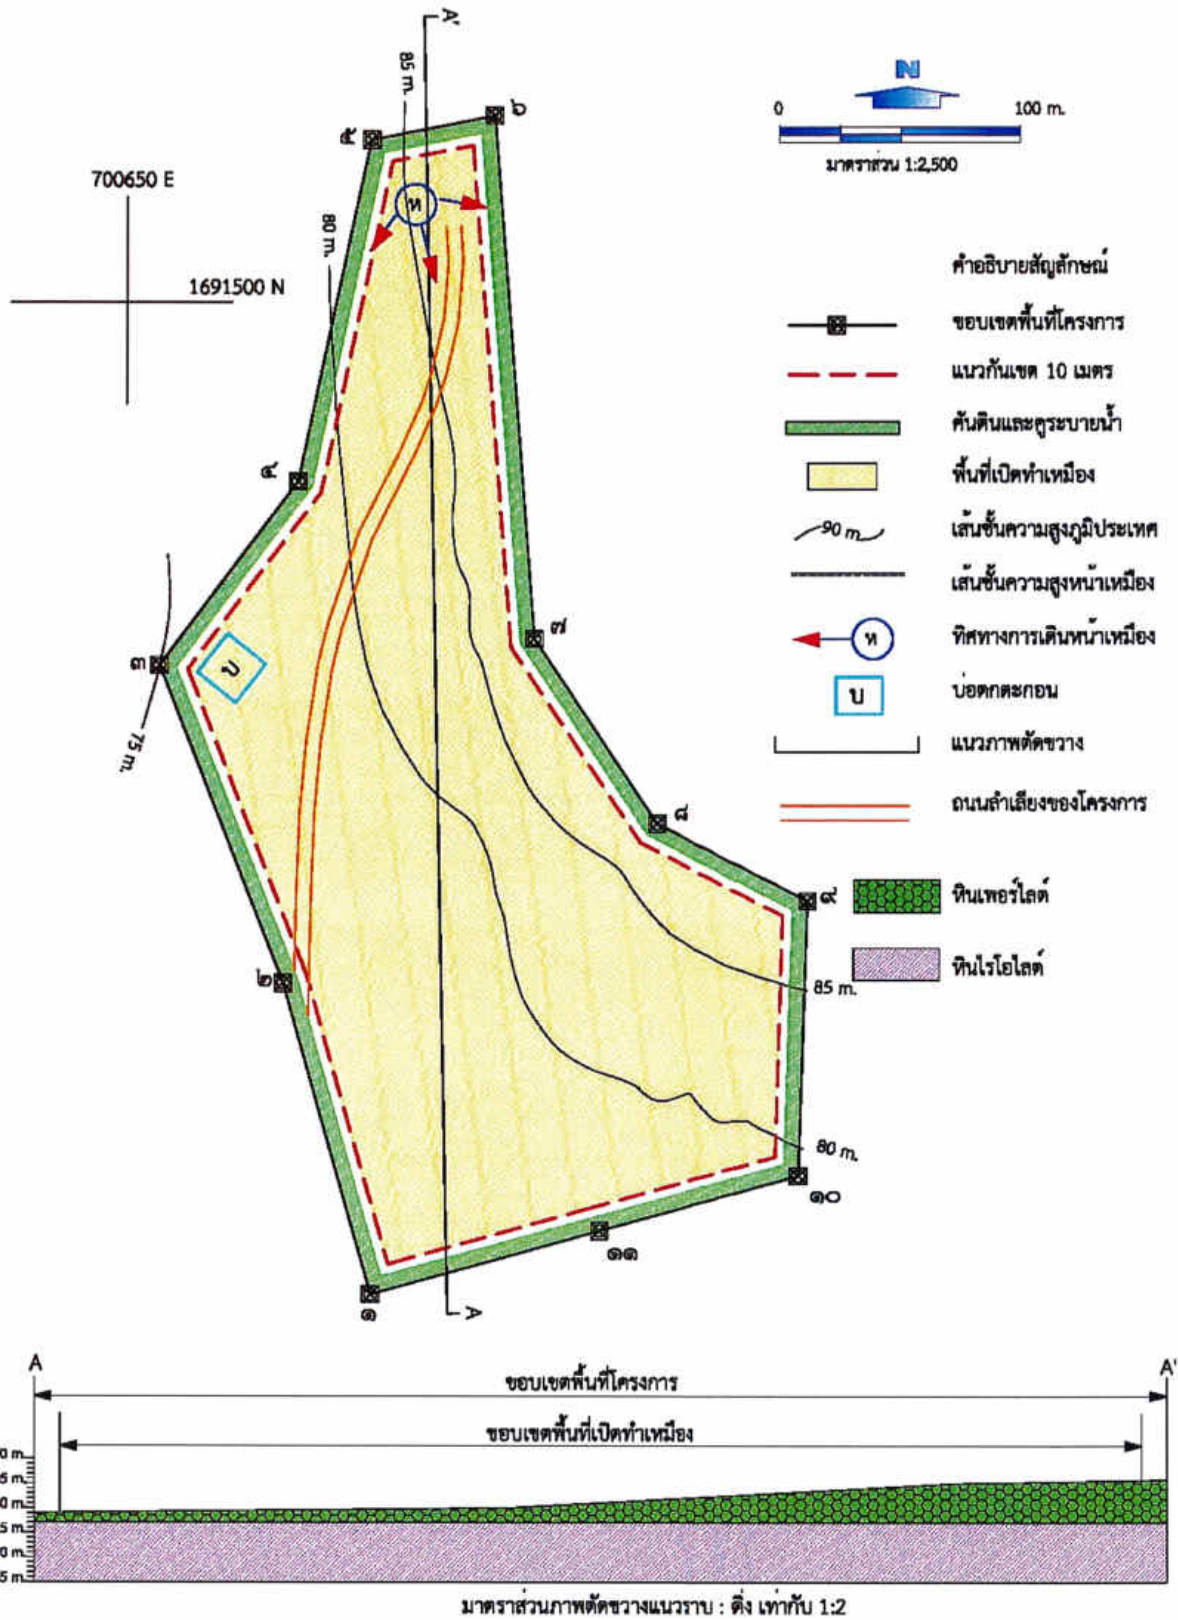 A'
85 m.
N
0 100 m.
มาตราส่วน 1:2,500
๕
๖
700650 E
1691500 N
ห
80 m.
คำอธิบายสัญลักษณ์
ขอบเขตพื้นที่โครงการ
แนวกันเขต 10 เมตร
คันดินและคูระบายน้ำ
พื้นที่เปิดทำเหมือง
90 m.
เส้นชั้นความสูงภูมิประเทศ
เส้นชั้นความสูงหน้าเหมือง
ห
ทิศทางการเดินหน้าเหมือง
บ
บ่อดกตะกอน
แนวภาพตัดขวาง
ถนนลำเลียงของโครงการ
หินเพอร์ไลต์
หินไรโอไลต์
๔
๗
๓
บ
75 m.
๘
๙
๒
85 m.
80 m.
๑๐
๑๑
๑
A
A A'
ขอบเขตพื้นที่โครงการ
ขอบเขตพื้นที่เปิดทำเหมือง
0 m.
5 m.
0 m.
5 m.
0 m.
5 m.
มาตราส่วนภาพตัดขวางแนวราบ : ดิ่ง เท่ากับ 1:2